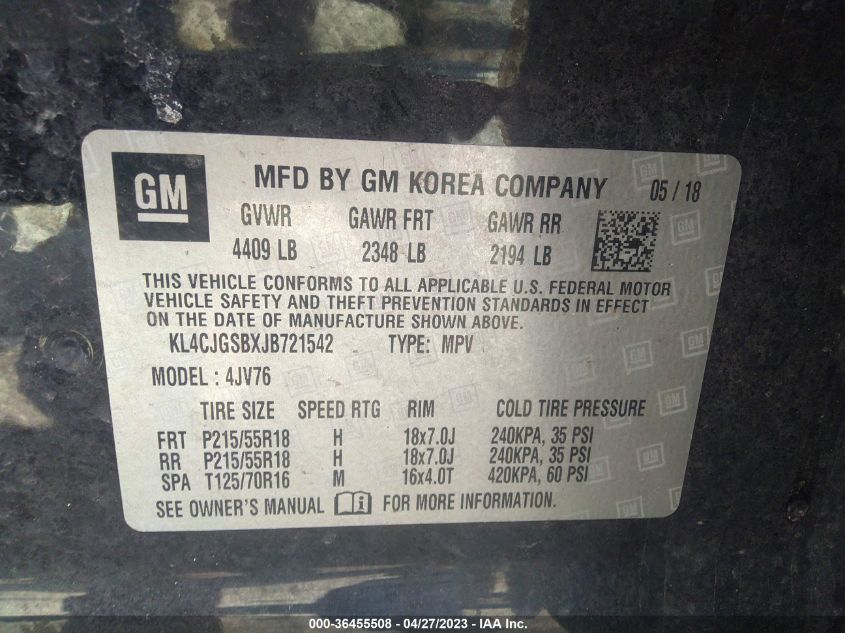 GM
MFD BY GM KOREA COMPANY 05 / 18
GVWR GAWR FRT GAWR RR
4409 LB 2348 LB 2194 LB
THIS VEHICLE CONFORMS TO ALL APPLICABLE U.S. FEDERAL MOTOR
VEHICLE SAFETY AND THEFT PREVENTION STANDARDS IN EFFECT
ON THE DATE OF MANUFACTURE SHOWN ABOVE.
KL4CJGSBXJB721542 TYPE: MPV
MODEL : 4JV76
TIRE SIZE SPEED RTG RIM COLD TIRE PRESSURE
FRT P215/55R18 H 18x7.0J 240KPA, 35 PSI
RR P215/55R18 H 18x7.0J 240KPA, 35 PSI
SPA T125/70R16 M 16x4.0T 420KPA, 60 PSI
SEE OWNER'S MANUAL FOR MORE INFORMATION.
000-36455508 - 04/27/2023 - IAA Inc.